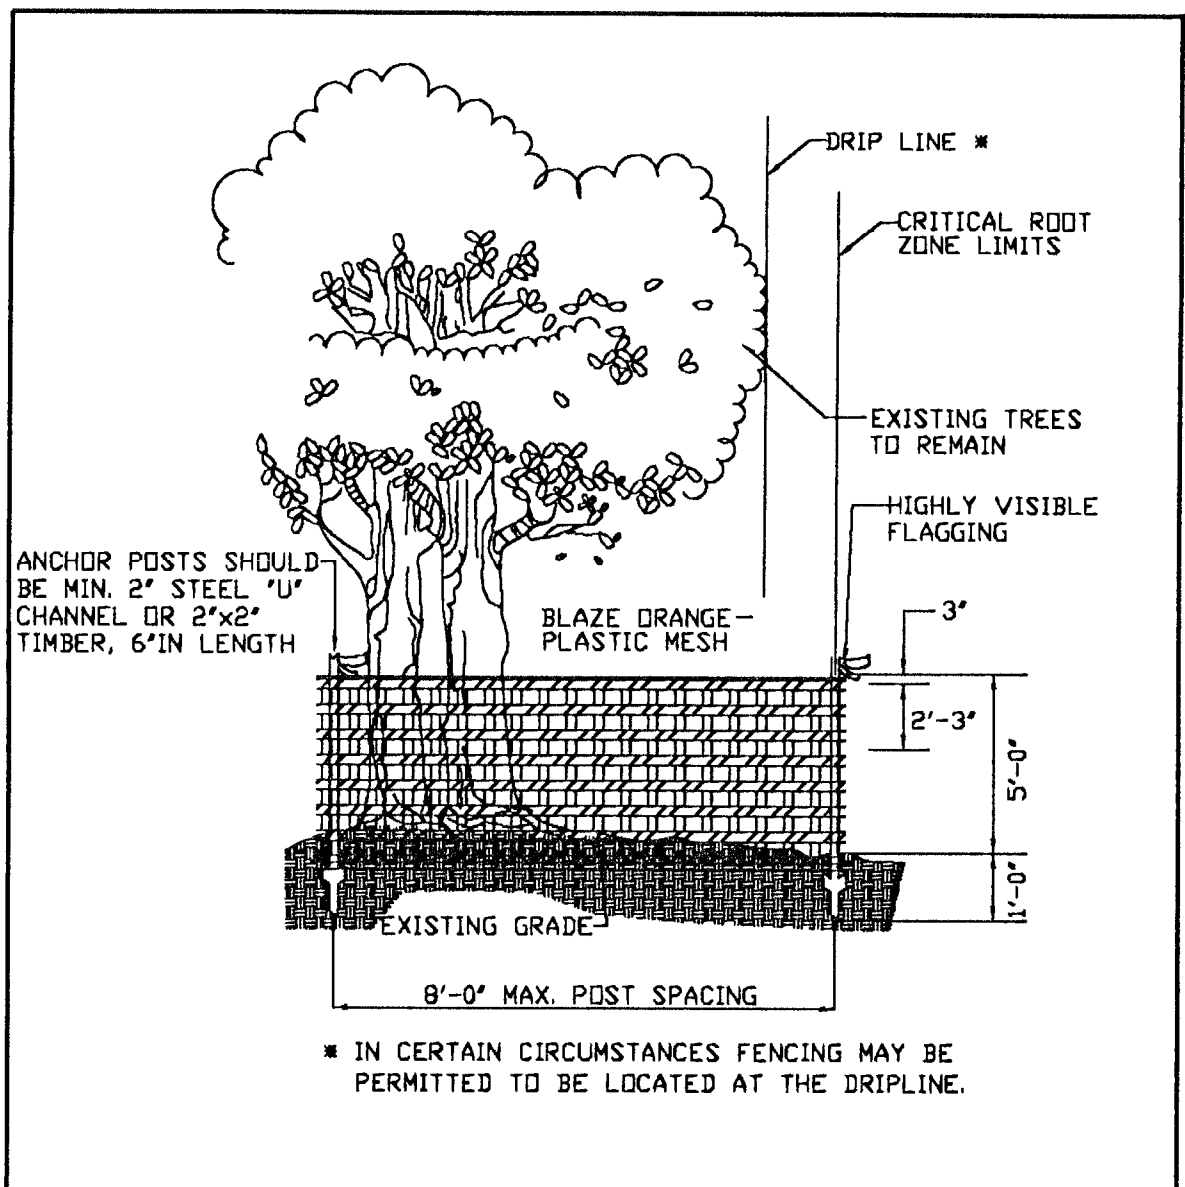 DRIP LINE *
CRITICAL ROOT
ZONE LIMITS
EXISTING TREES
TO REMAIN
HIGHLY VISIBLE
FLAGGING
ANCHOR POSTS SHOULD
BE MIN. 2" STEEL "U"
CHANNEL OR 2"x2"
TIMBER, 6"IN LENGTH
BLAZE ORANGE
PLASTIC MESH
3"
2'-3"
5'-0"
1'-0"
EXISTING GRADE
8'-0" MAX. POST SPACING
* IN CERTAIN CIRCUMSTANCES FENCING MAY BE
PERMITTED TO BE LOCATED AT THE DRIPLINE.